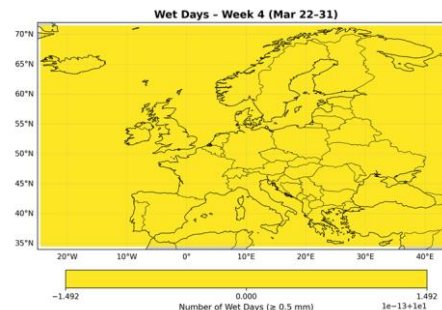 Wet Days – Week 4 (Mar 22–31)
70°N
65°N
60°N
55°N
50°N
45°N
40°N
35°N
20°W 10°W 0° 10°E 20°E 30°E 40°E
−1.492 0.000 1.492
1e−13+1e1
Number of Wet Days (≥ 0.5 mm)